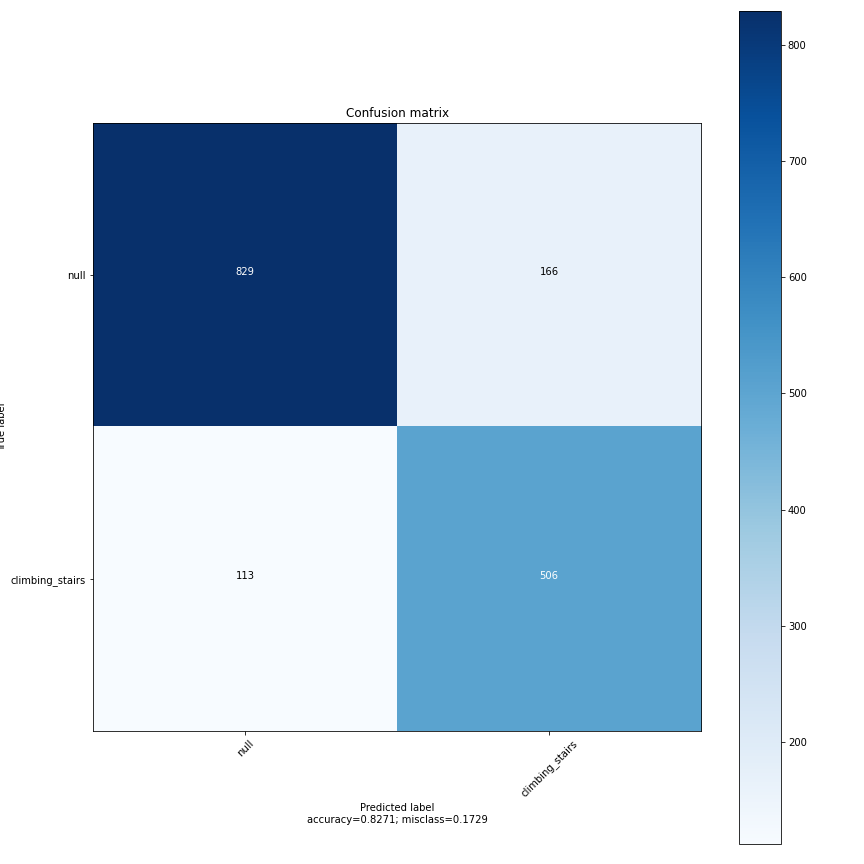 Confusion matrix
null
829
166
climbing_stairs
113
506
null
climbing_stairs
Predicted label
accuracy=0.8271; misclass=0.1729
label
800
700
600
500
400
300
200